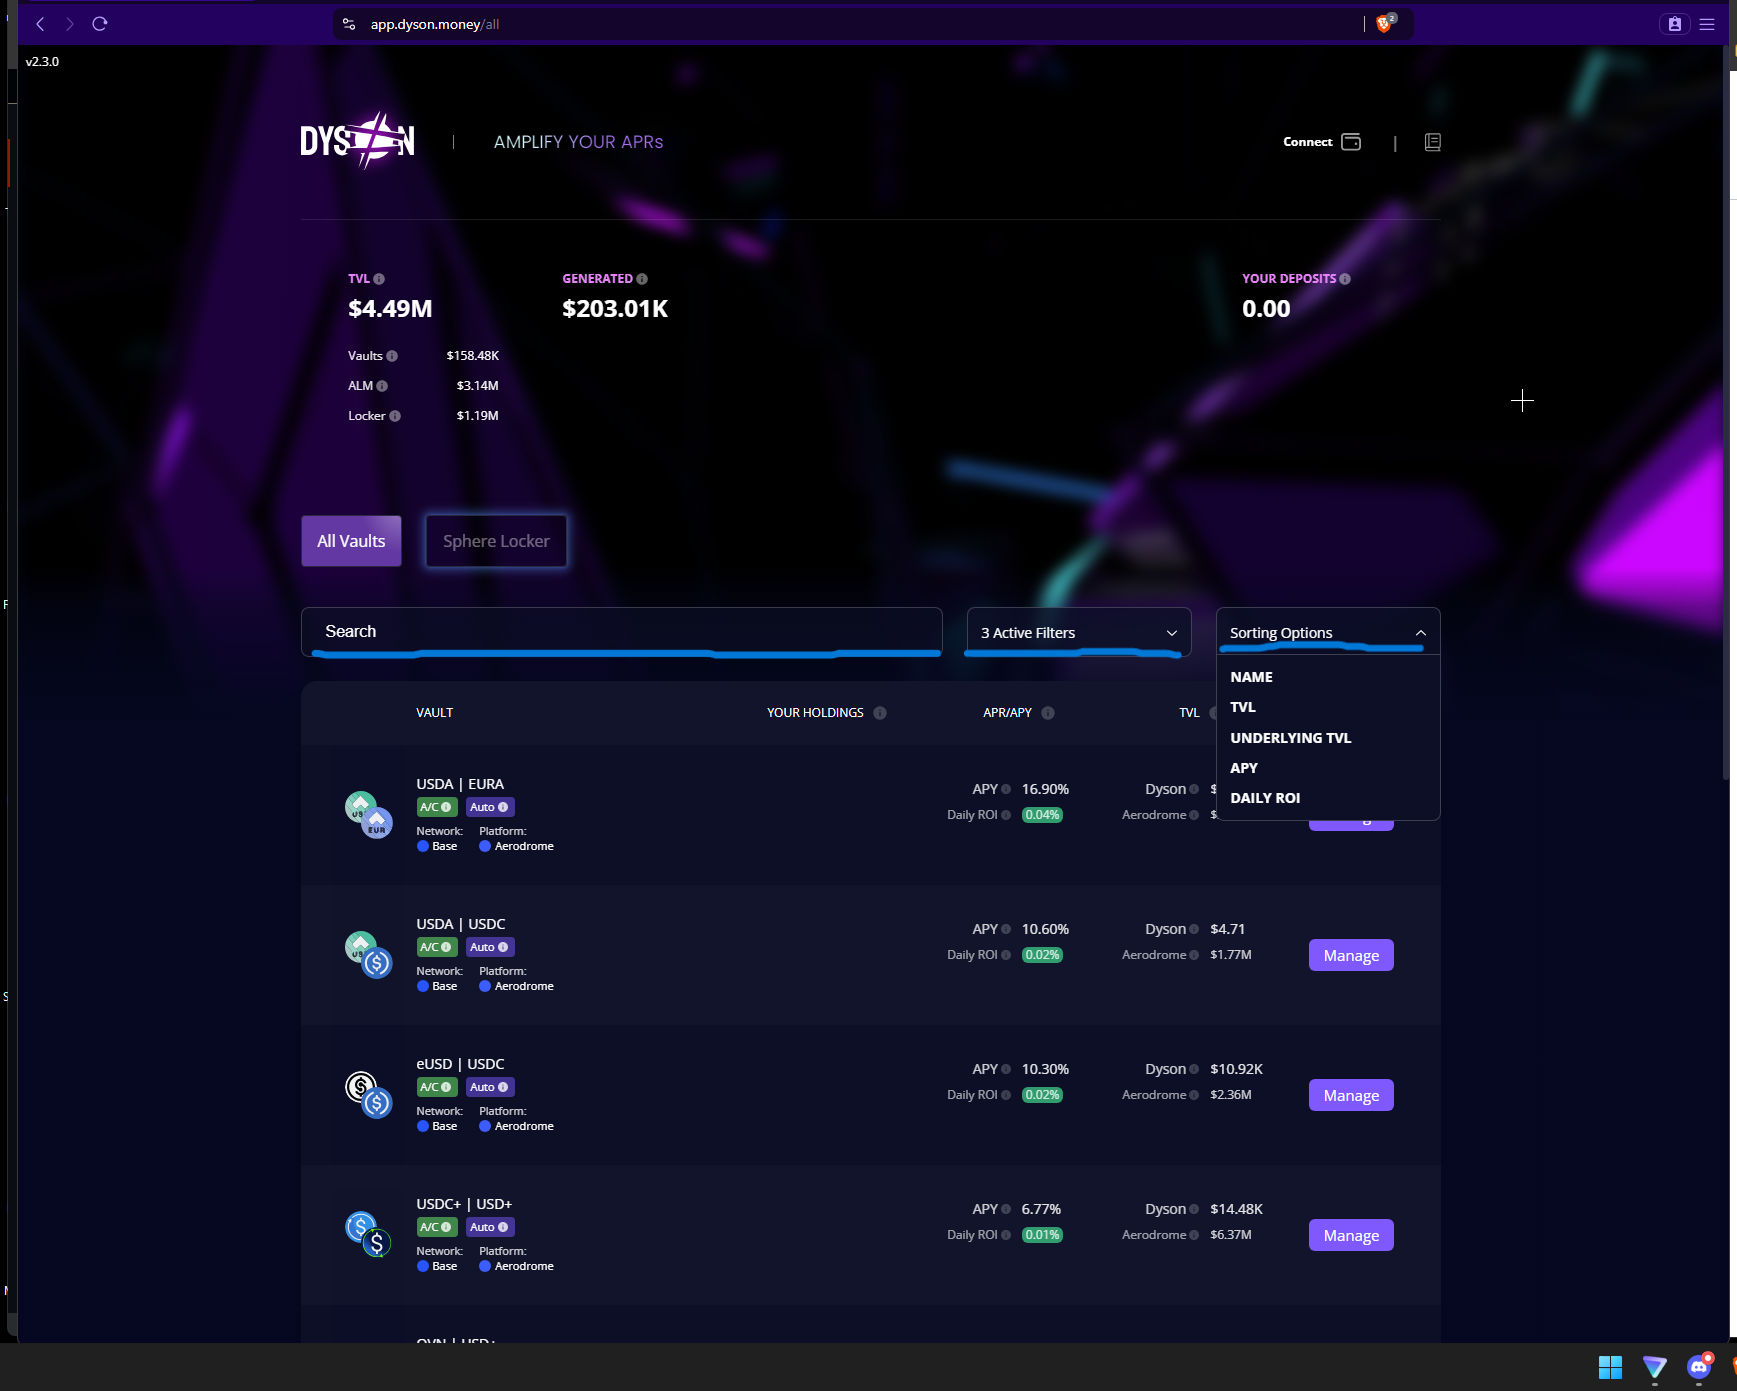 app.dyson.money/all
2
v2.3.0
DYSON | AMPLIFY YOUR APRs
Connect |
TVL GENERATED YOUR DEPOSITS
$4.49M $203.01K 0.00
Vaults $158.48K
ALM $3.14M
Locker $1.19M
All Vaults Sphere Locker
Search 3 Active Filters Sorting Options
NAME
TVL
UNDERLYING TVL
APY
DAILY ROI
VAULT YOUR HOLDINGS APR/APY TVL
USDA | EURA
A/C Auto
Network: Platform:
Base Aerodrome
APY 16.90% Dyson $
Daily ROI 0.04% Aerodrome $
USDA | USDC
A/C Auto
Network: Platform:
Base Aerodrome
APY 10.60% Dyson $4.71
Daily ROI 0.02% Aerodrome $1.77M
Manage
eUSD | USDC
A/C Auto
Network: Platform:
Base Aerodrome
APY 10.30% Dyson $10.92K
Daily ROI 0.02% Aerodrome $2.36M
Manage
USDC+ | USD+
A/C Auto
Network: Platform:
Base Aerodrome
APY 6.77% Dyson $14.48K
Daily ROI 0.01% Aerodrome $6.37M
Manage